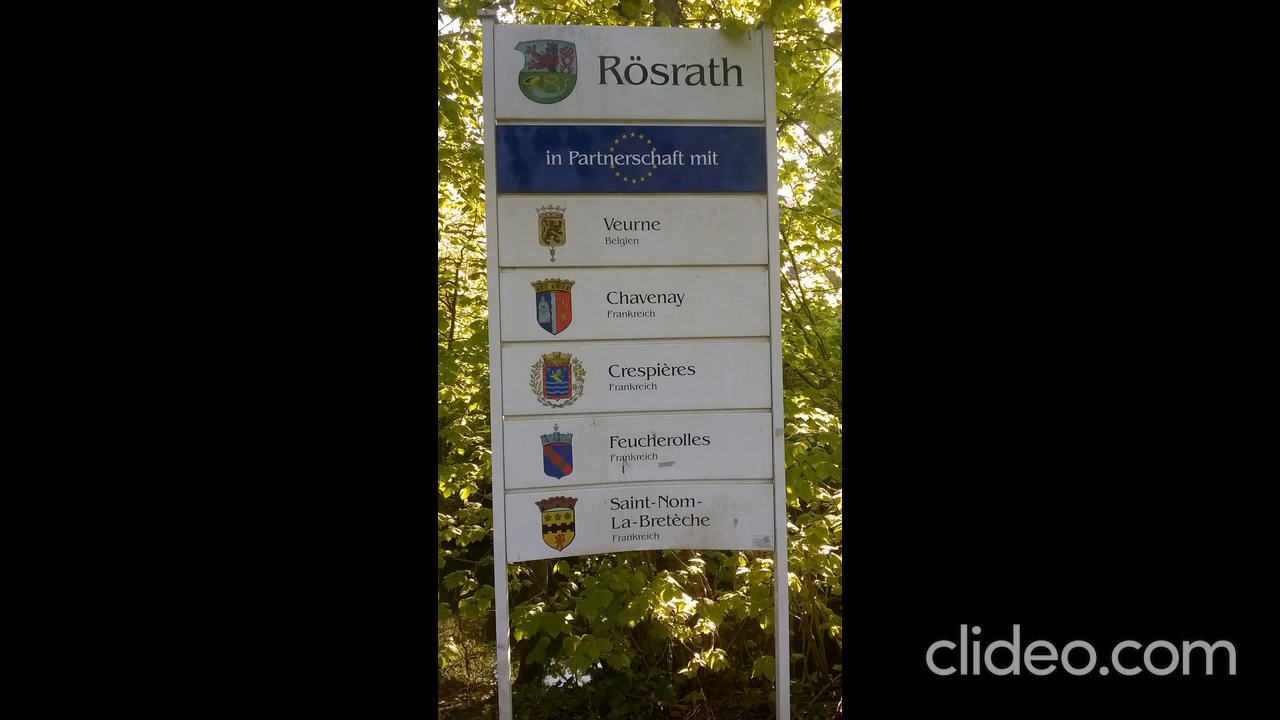 Rösrath
in Partnerschaft mit
Veurne
Belgien
Chavenay
Frankreich
Crespières
Frankreich
Feucherolles
Frankreich
Saint-Nom-
La-Bretèche
Frankreich
clideo.com